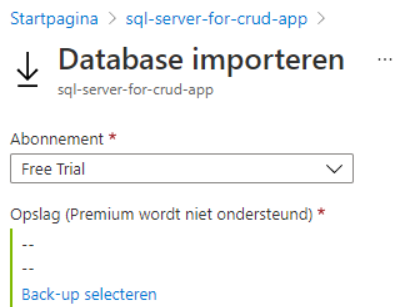 Startpagina > sql-server-for-crud-app >
Database importeren ...
sql-server-for-crud-app
Abonnement *
Free Trial
Opslag (Premium wordt niet ondersteund) *
--
--
Back-up selecteren